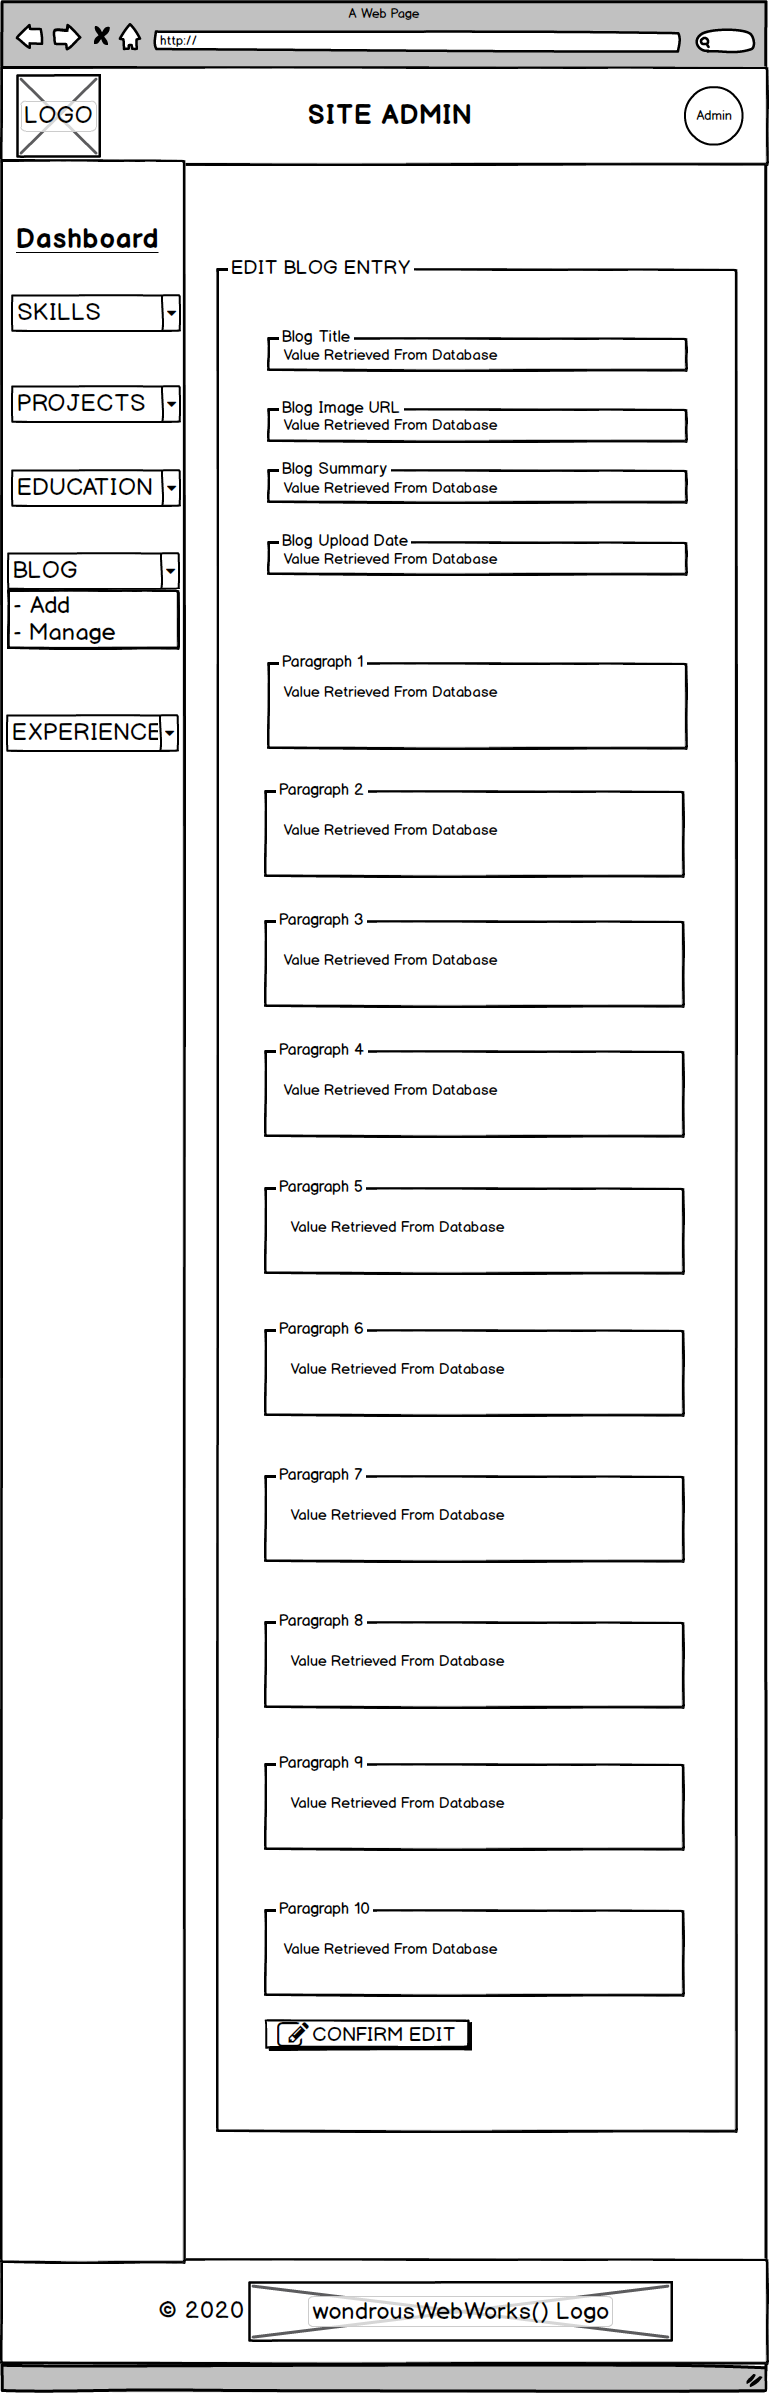 A Web Page
http://
LOGO
SITE ADMIN
Admin
Dashboard
SKILLS
PROJECTS
EDUCATION
BLOG
- Add
- Manage
EXPERIENCE
EDIT BLOG ENTRY
Blog Title
Value Retrieved From Database
Blog Image URL
Value Retrieved From Database
Blog Summary
Value Retrieved From Database
Blog Upload Date
Value Retrieved From Database
Paragraph 1
Value Retrieved From Database
Paragraph 2
Value Retrieved From Database
Paragraph 3
Value Retrieved From Database
Paragraph 4
Value Retrieved From Database
Paragraph 5
Value Retrieved From Database
Paragraph 6
Value Retrieved From Database
Paragraph 7
Value Retrieved From Database
Paragraph 8
Value Retrieved From Database
Paragraph 9
Value Retrieved From Database
Paragraph 10
Value Retrieved From Database
CONFIRM EDIT
© 2020
wondrousWebWorks() Logo